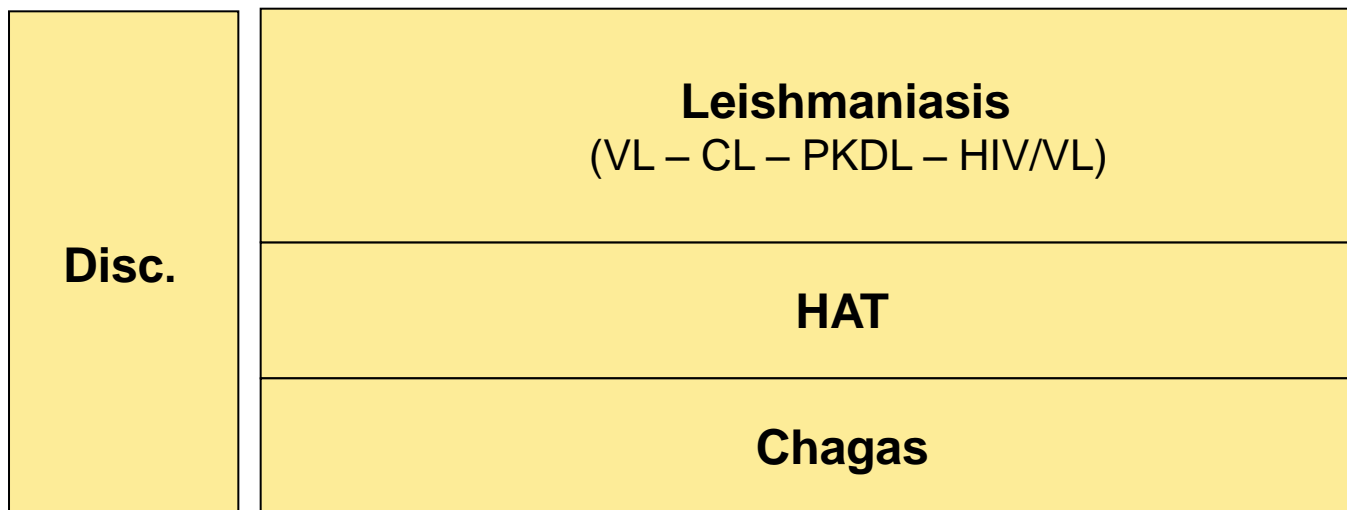 Disc.
Leishmaniasis
(VL – CL – PKDL – HIV/VL)
HAT
Chagas